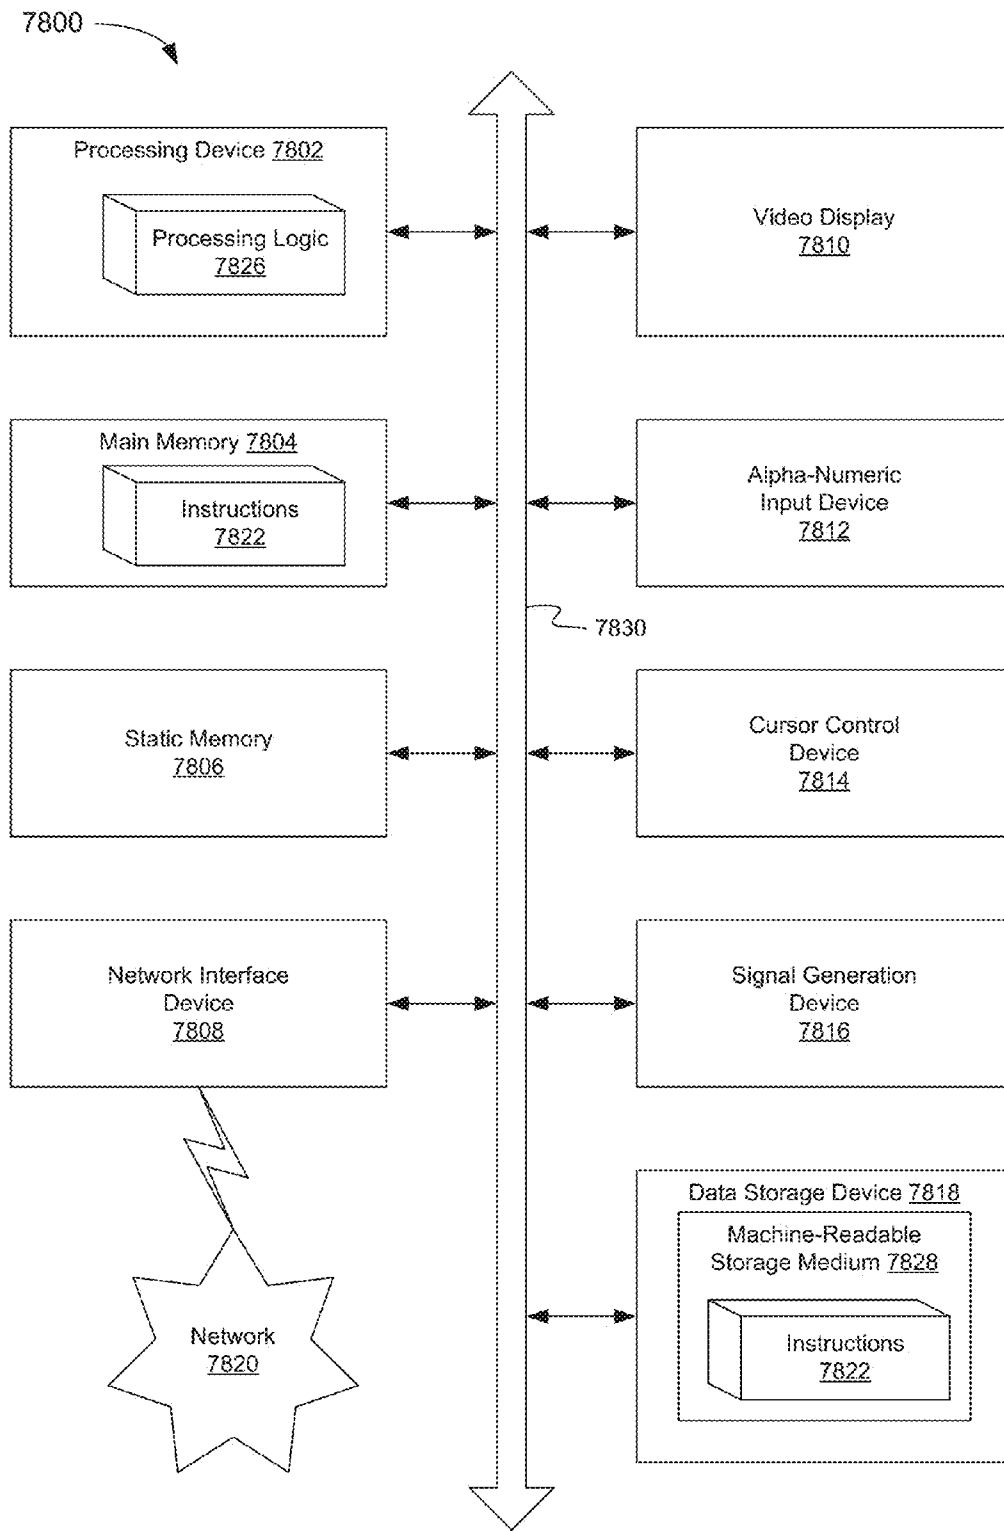 7800
Processing Device 7802
Processing Logic
7826
Video Display
7810
Main Memory 7804
Instructions
7822
Alpha-Numeric
Input Device
7812
7830
Static Memory
7806
Cursor Control
Device
7814
Network Interface
Device
7808
Signal Generation
Device
7816
Data Storage Device 7818
Machine-Readable
Storage Medium 7828
Instructions
7822
Network
7820